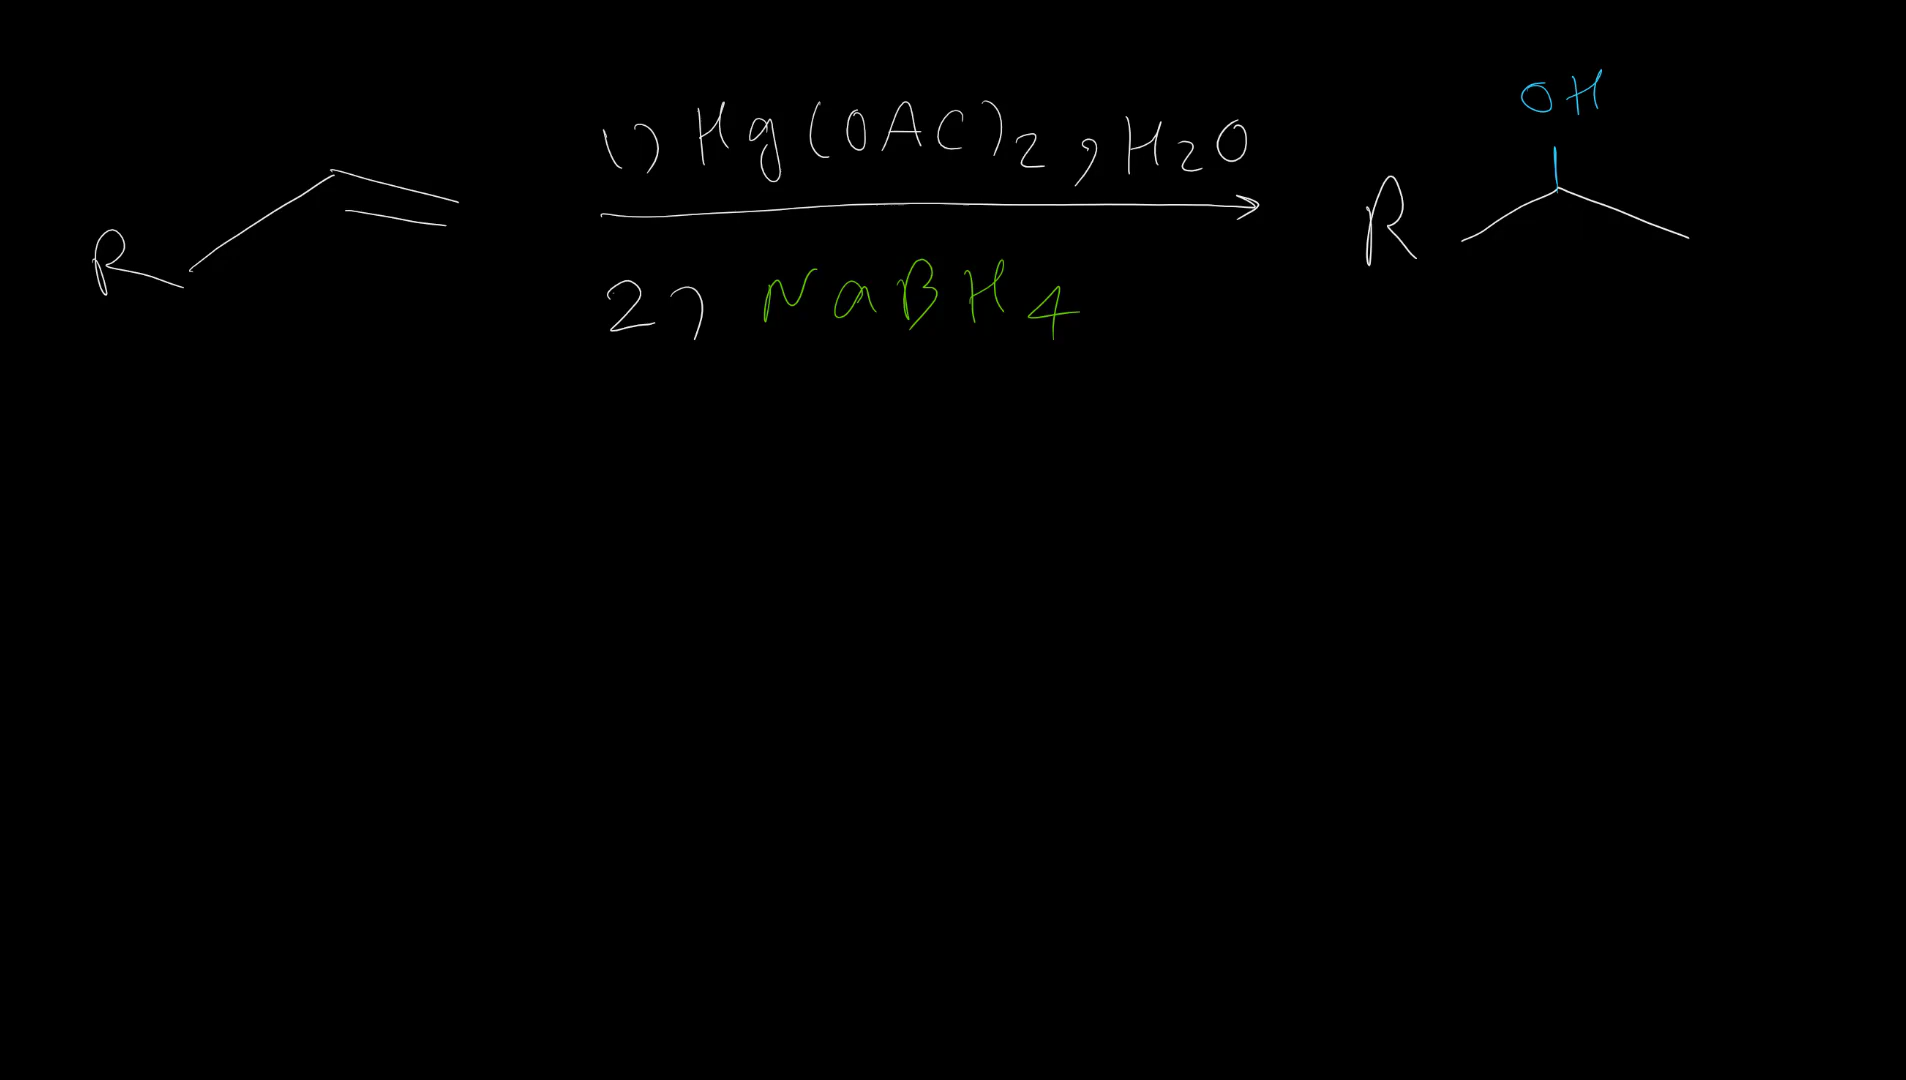 OH
1) Hg(OAC)2, H2O
R
R
2) NaBH4